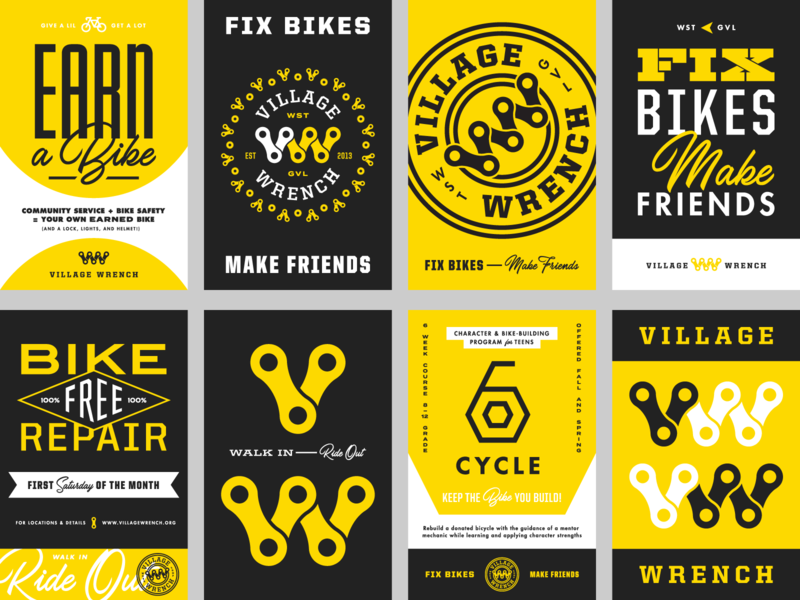 GIVE A LIL GET A LOT
EARN
a Bike
COMMUNITY SERVICE + BIKE SAFETY
= YOUR OWN EARNED BIKE
(AND A LOCK, LIGHTS, AND HELMET!)
VILLAGE WRENCH
FIX BIKES
VILLAGE
WST
EST 2013
GVL
WRENCH
MAKE FRIENDS
VILLAGE
GVL
WST
WRENCH
FIX BIKES — Make Friends
WST GVL
FIX
BIKES
Make
FRIENDS
VILLAGE WRENCH
BIKE
100% FREE 100%
REPAIR
FIRST Saturday OF THE MONTH
FOR LOCATIONS & DETAILS WWW.VILLAGEWRENCH.ORG
WALK IN
Ride Out
VILLAGE
WRENCH
WALK IN — Ride Out
CHARACTER & BIKE-BUILDING
PROGRAM for TEENS
6 WEEK COURSE 8-12 GRADE
OFFERED FALL AND SPRING
6
CYCLE
KEEP THE Bike YOU BUILD!
Rebuild a donated bicycle with the guidance of a mentor
mechanic while learning and applying character strengths
FIX BIKES
VILLAGE
WRENCH
MAKE FRIENDS
VILLAGE
VW
VW
WRENCH